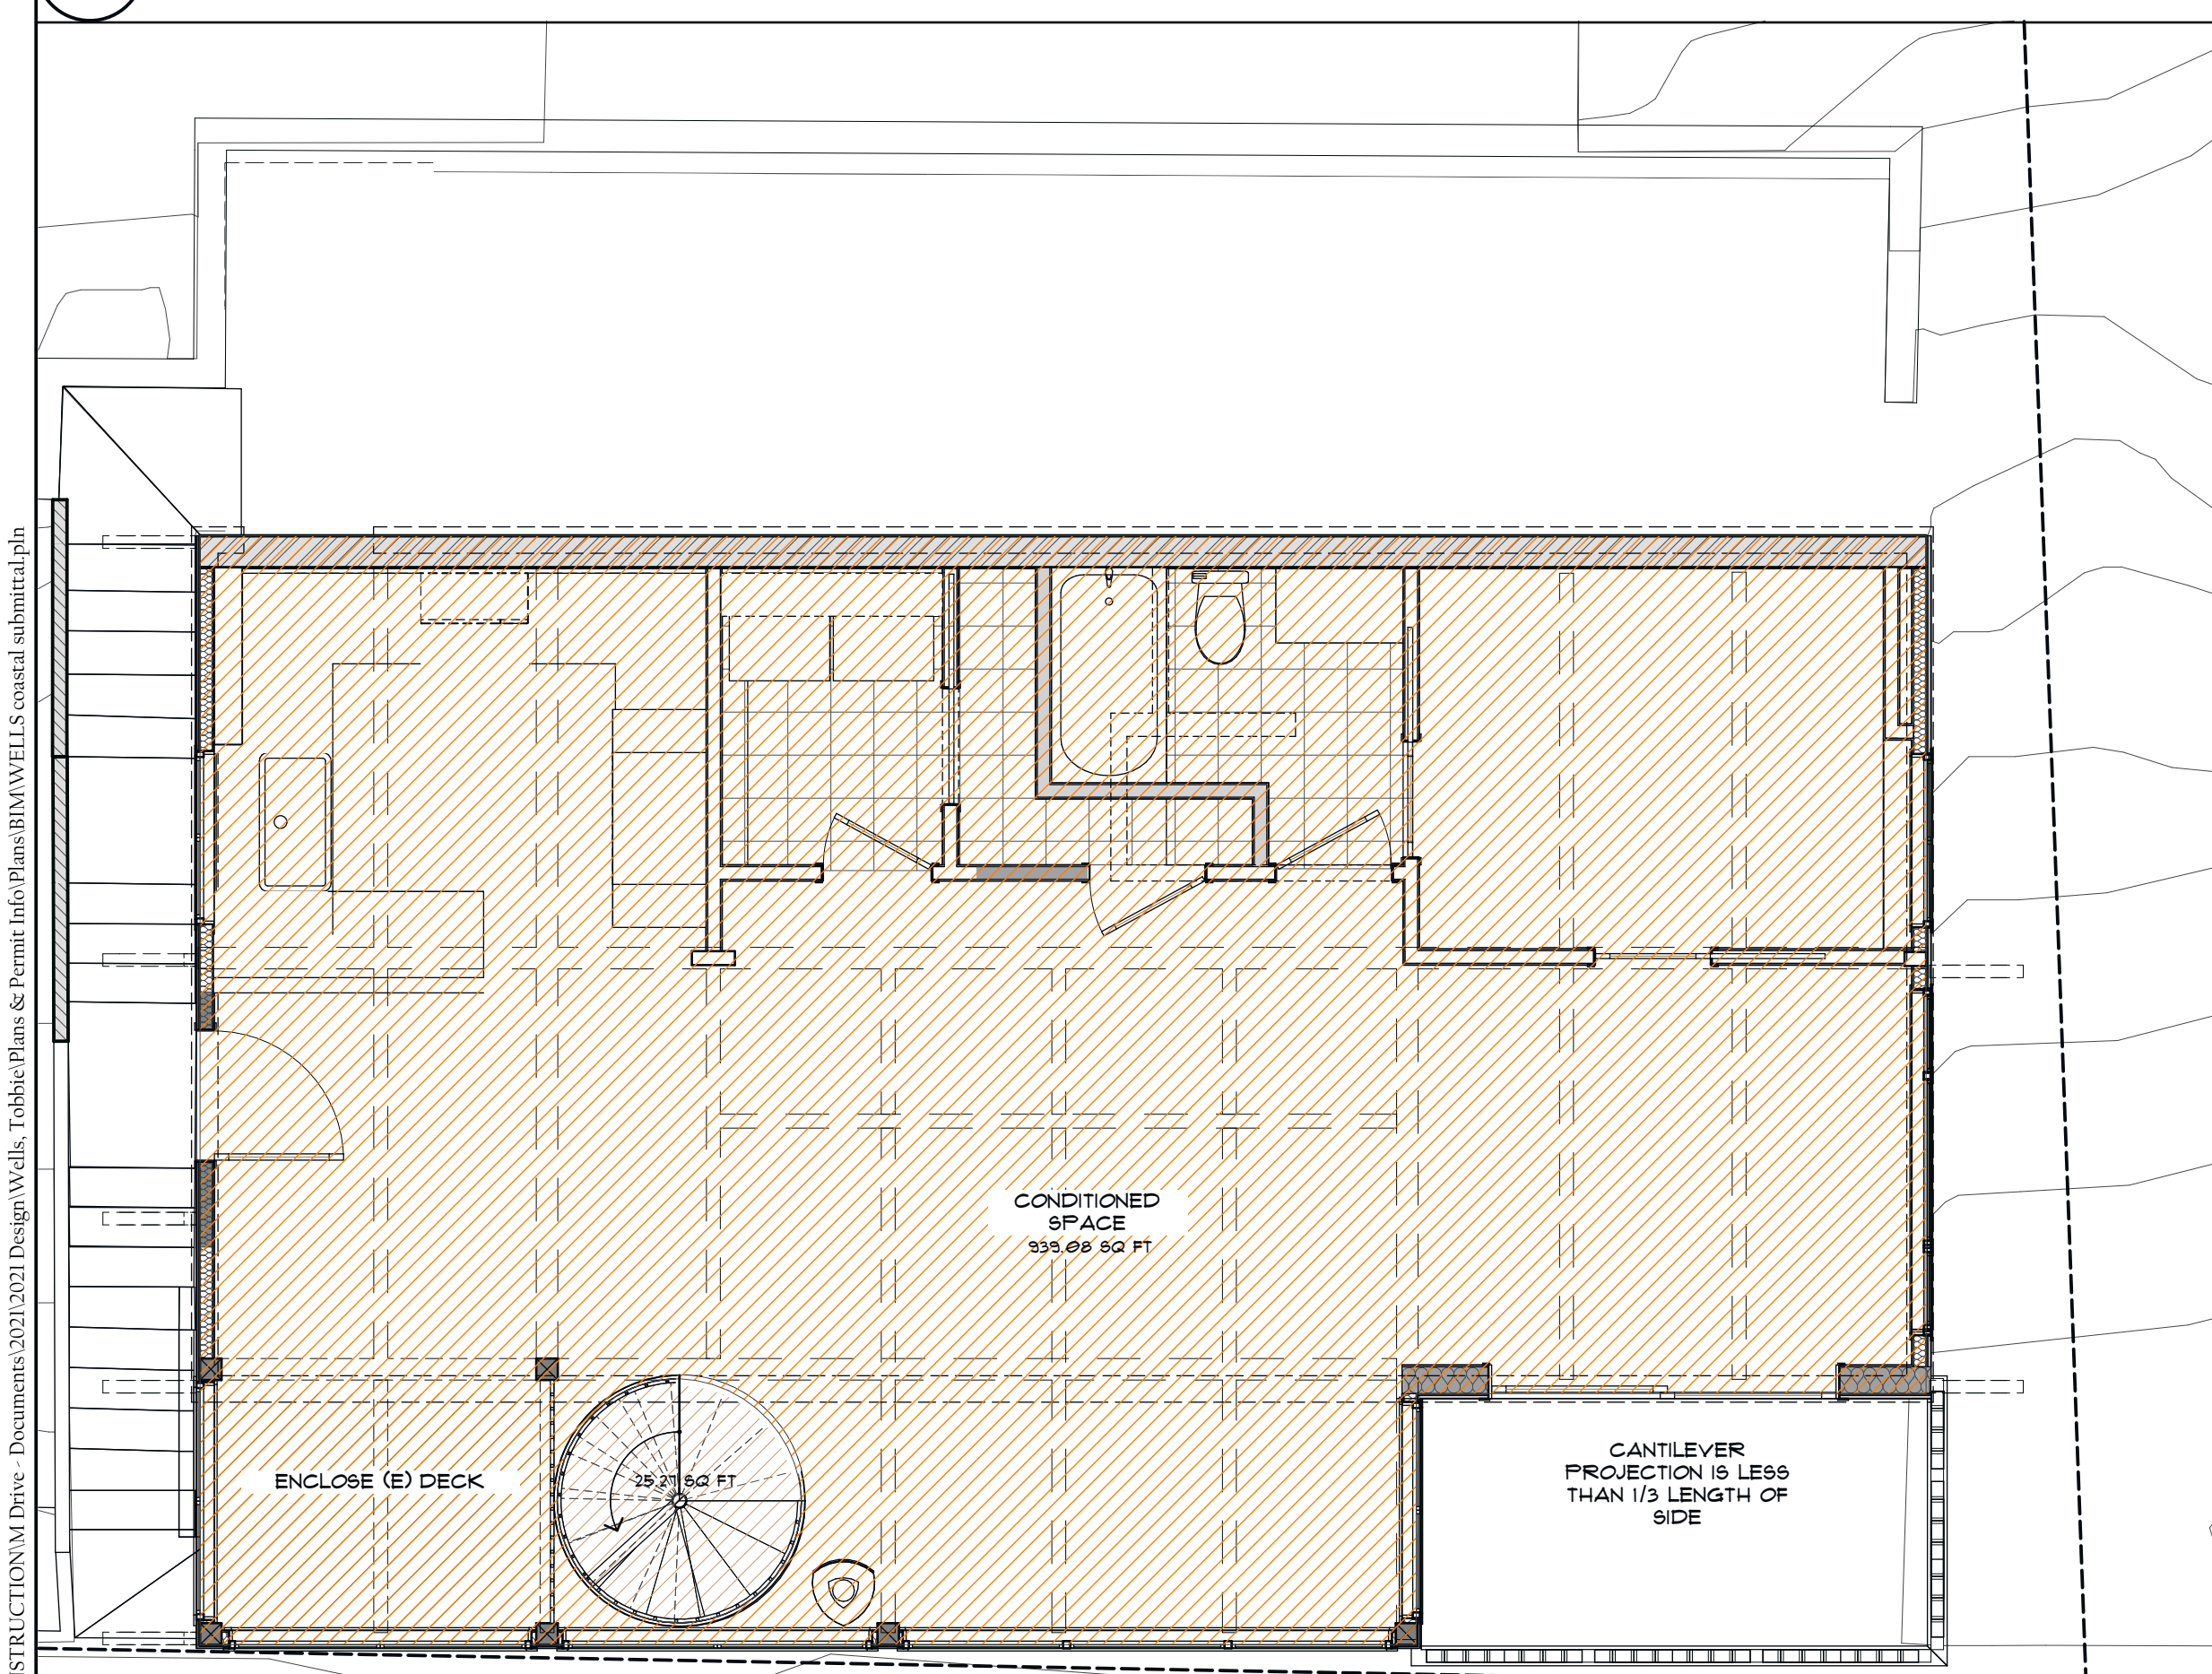 STRUCTION\M Drive - Documents\2021\2021 Design\Wells, Tobbie\Plans & Permit Info\Plans\BIM\WELLS coastal submittal.pln
CONDITIONED
SPACE
939.08 SQ FT
ENCLOSE (E) DECK
25.27 SQ FT
CANTILEVER
PROJECTION IS LESS
THAN 1/3 LENGTH OF
SIDE